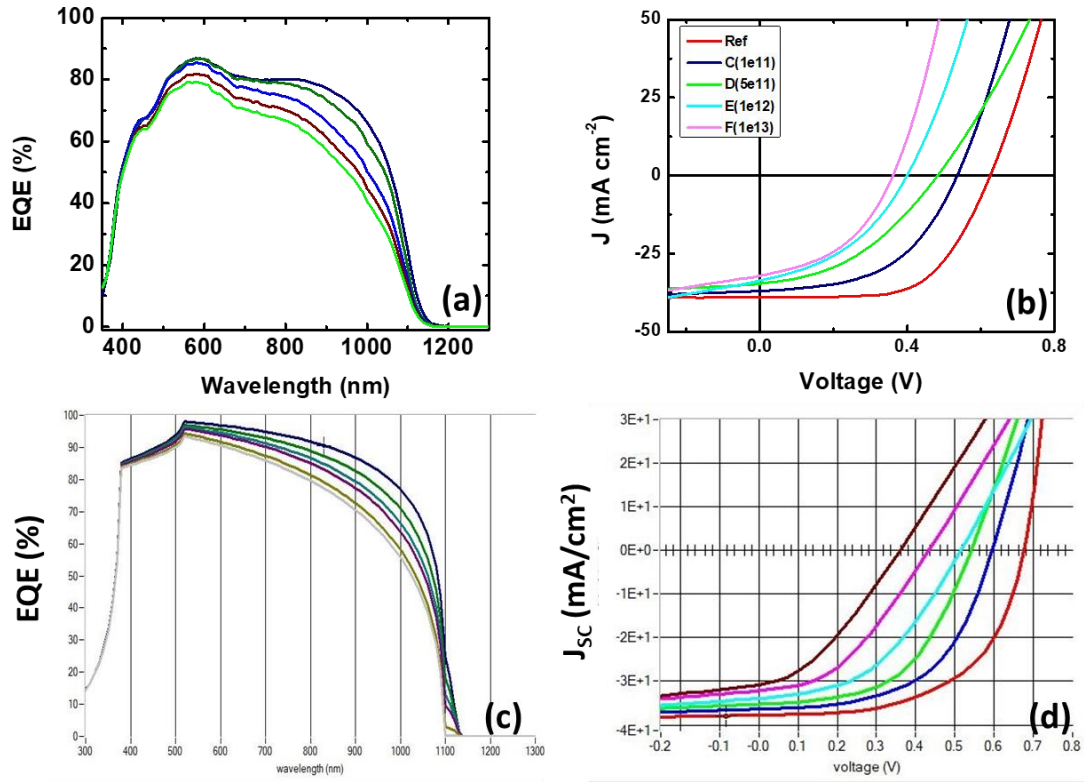 100
80
60
40
20
0
EQE (%)
400 600 800 1000 1200
Wavelength (nm)
(a)
50
25
0
-25
-50
J (mA cm-2)
Ref
C(1e11)
D(5e11)
E(1e12)
F(1e13)
0.0 0.4 0.8
Voltage (V)
(b)
100
90
80
70
60
50
40
30
20
10
0
EQE (%)
300 400 500 600 700 800 900 1000 1100 1200 1300
wavelength (nm)
(c)
3E+1
2E+1
1E+1
0E+0
-1E+1
-2E+1
-3E+1
-4E+1
JSC (mA/cm2)
-0.2 -0.1 -0.0 0.1 0.2 0.3 0.4 0.5 0.6 0.7 0.8
voltage (V)
(d)